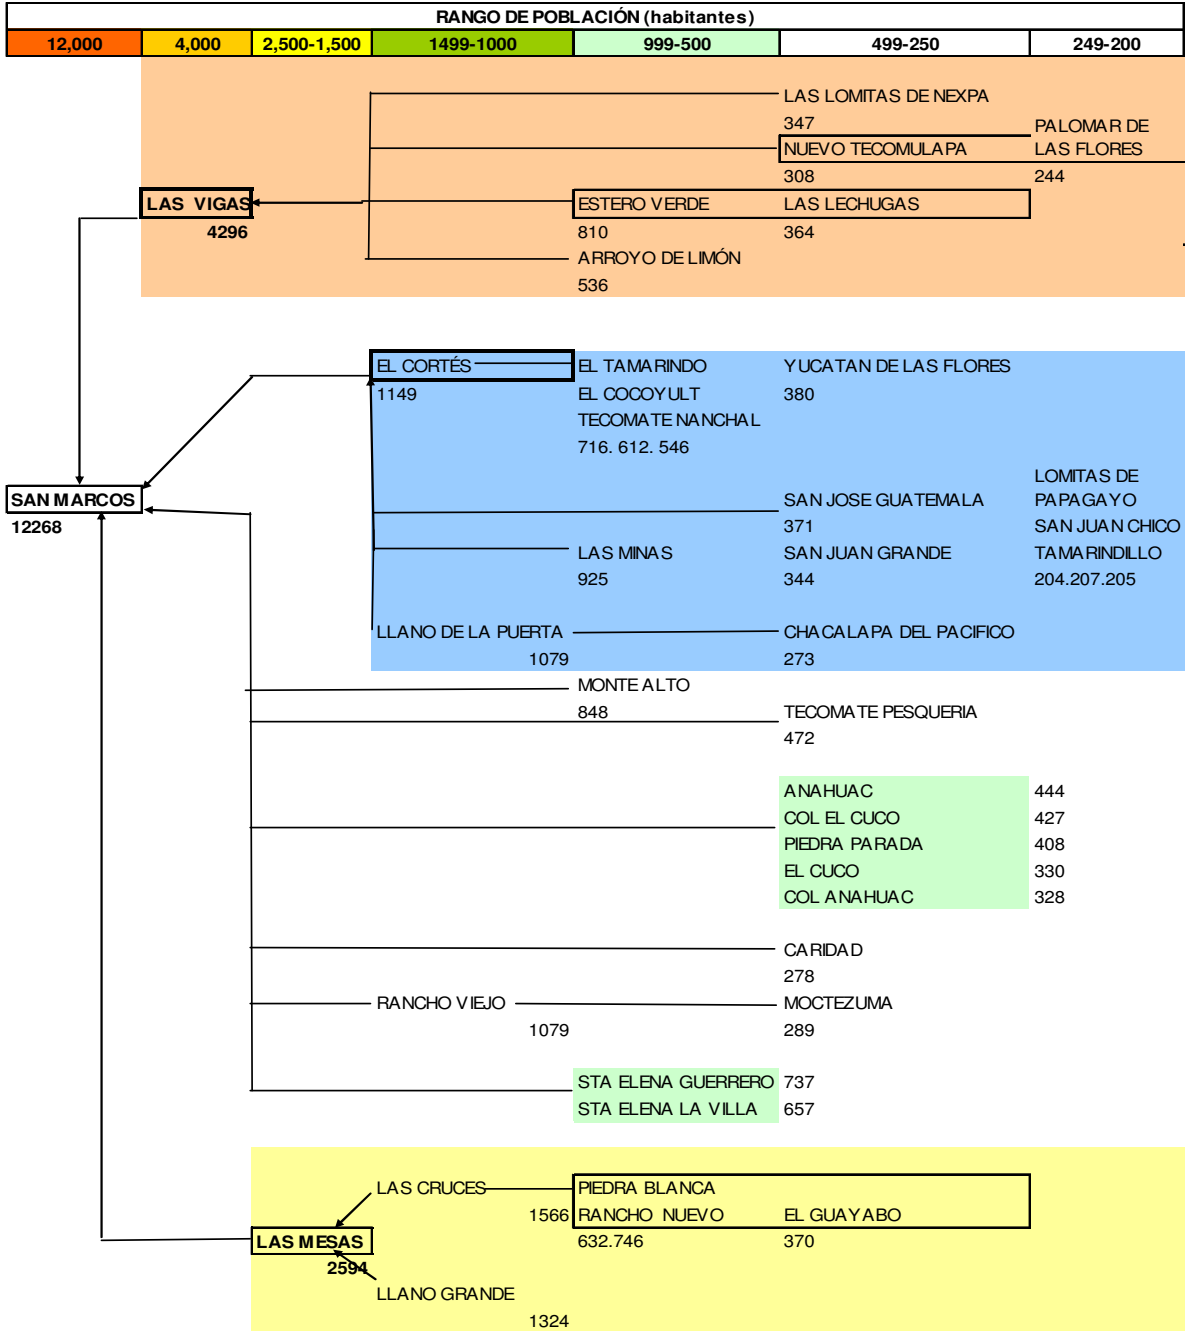 RANGO DE POBLACIÓN (habitantes)
12,000 4,000 2,500-1,500 1499-1000 999-500 499-250 249-200
LAS LOMITAS DE NEXPA
347 PALOMAR DE
NUEVO TECOMULAPA LAS FLORES
308 244
LAS VIGAS ESTERO VERDE LAS LECHUGAS
4296 810 364
ARROYO DE LIMÓN
536
EL CORTÉS EL TAMARINDO YUCATAN DE LAS FLORES
1149 EL COCOYULT 380
TECOMATE NANCHAL
716. 612. 546
LOMITAS DE
SAN MARCOS SAN JOSE GUATEMALA PAPAGAYO
12268 371 SAN JUAN CHICO
LAS MINAS SAN JUAN GRANDE TAMARINDILLO
925 344 204.207.205
LLANO DE LA PUERTA CHACALAPA DEL PACIFICO
1079 273
MONTE ALTO
848 TECOMATE PESQUERIA
472
ANAHUAC 444
COL EL CUCO 427
PIEDRA PARADA 408
EL CUCO 330
COL ANAHUAC 328
CARIDAD
278
RANCHO VIEJO MOCTEZUMA
1079 289
STA ELENA GUERRERO 737
STA ELENA LA VILLA 657
LAS CRUCES PIEDRA BLANCA
1566 RANCHO NUEVO EL GUAYABO
LAS MESAS 632.746 370
2594
LLANO GRANDE
1324